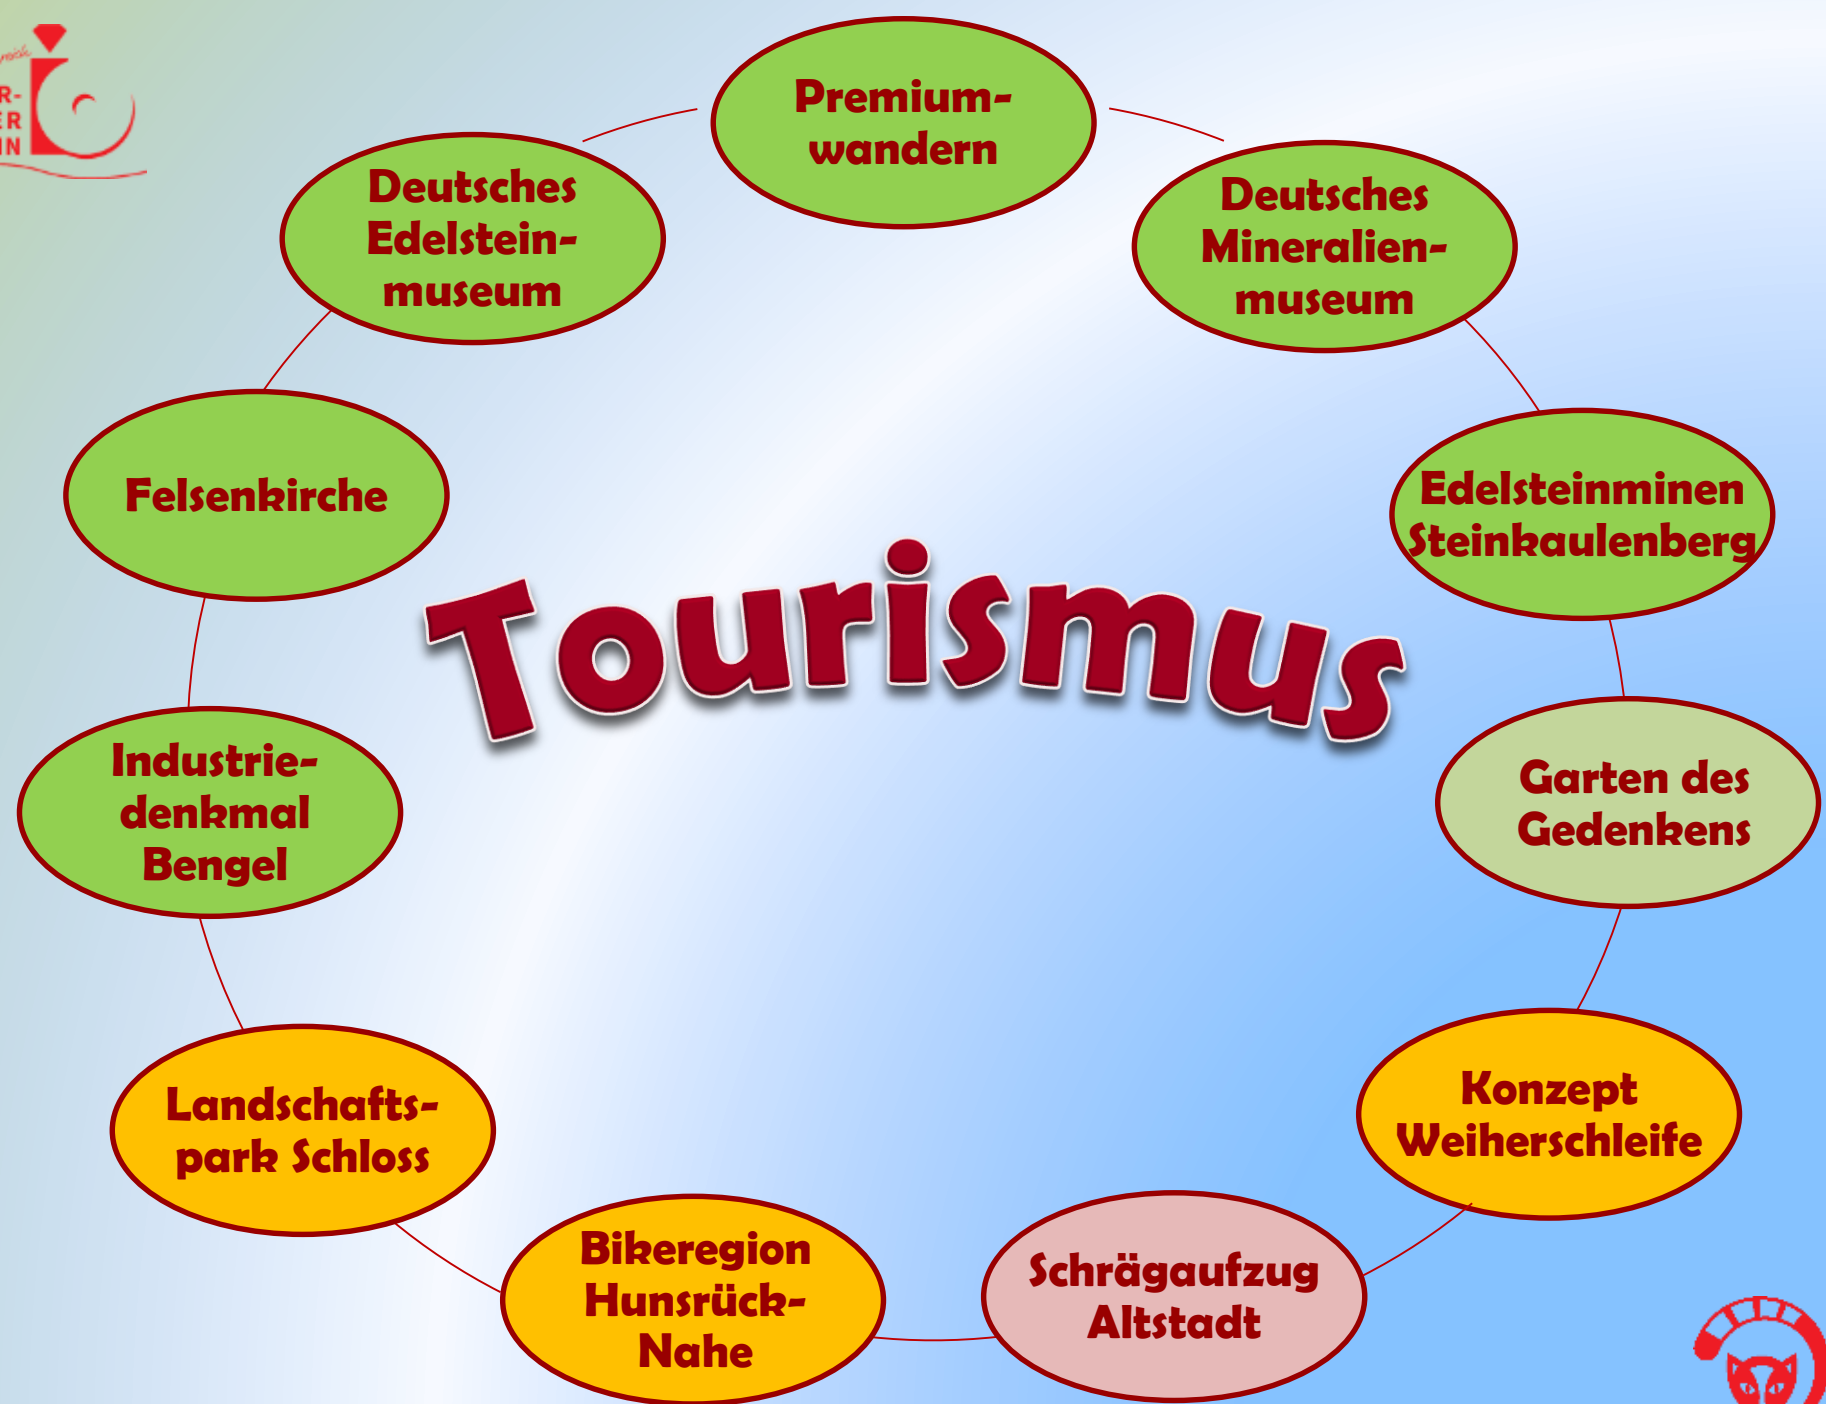 Premium-
wandern
Deutsches
Edelstein-
museum
Deutsches
Mineralien-
museum
Felsenkirche
Edelsteinminen
Steinkaulenberg
Tourismus
Industrie-
denkmal
Bengel
Garten des
Gedenkens
Landschafts-
park Schloss
Konzept
Weiherschleife
Bikeregion
Hunsrück-
Nahe
Schrägaufzug
Altstadt